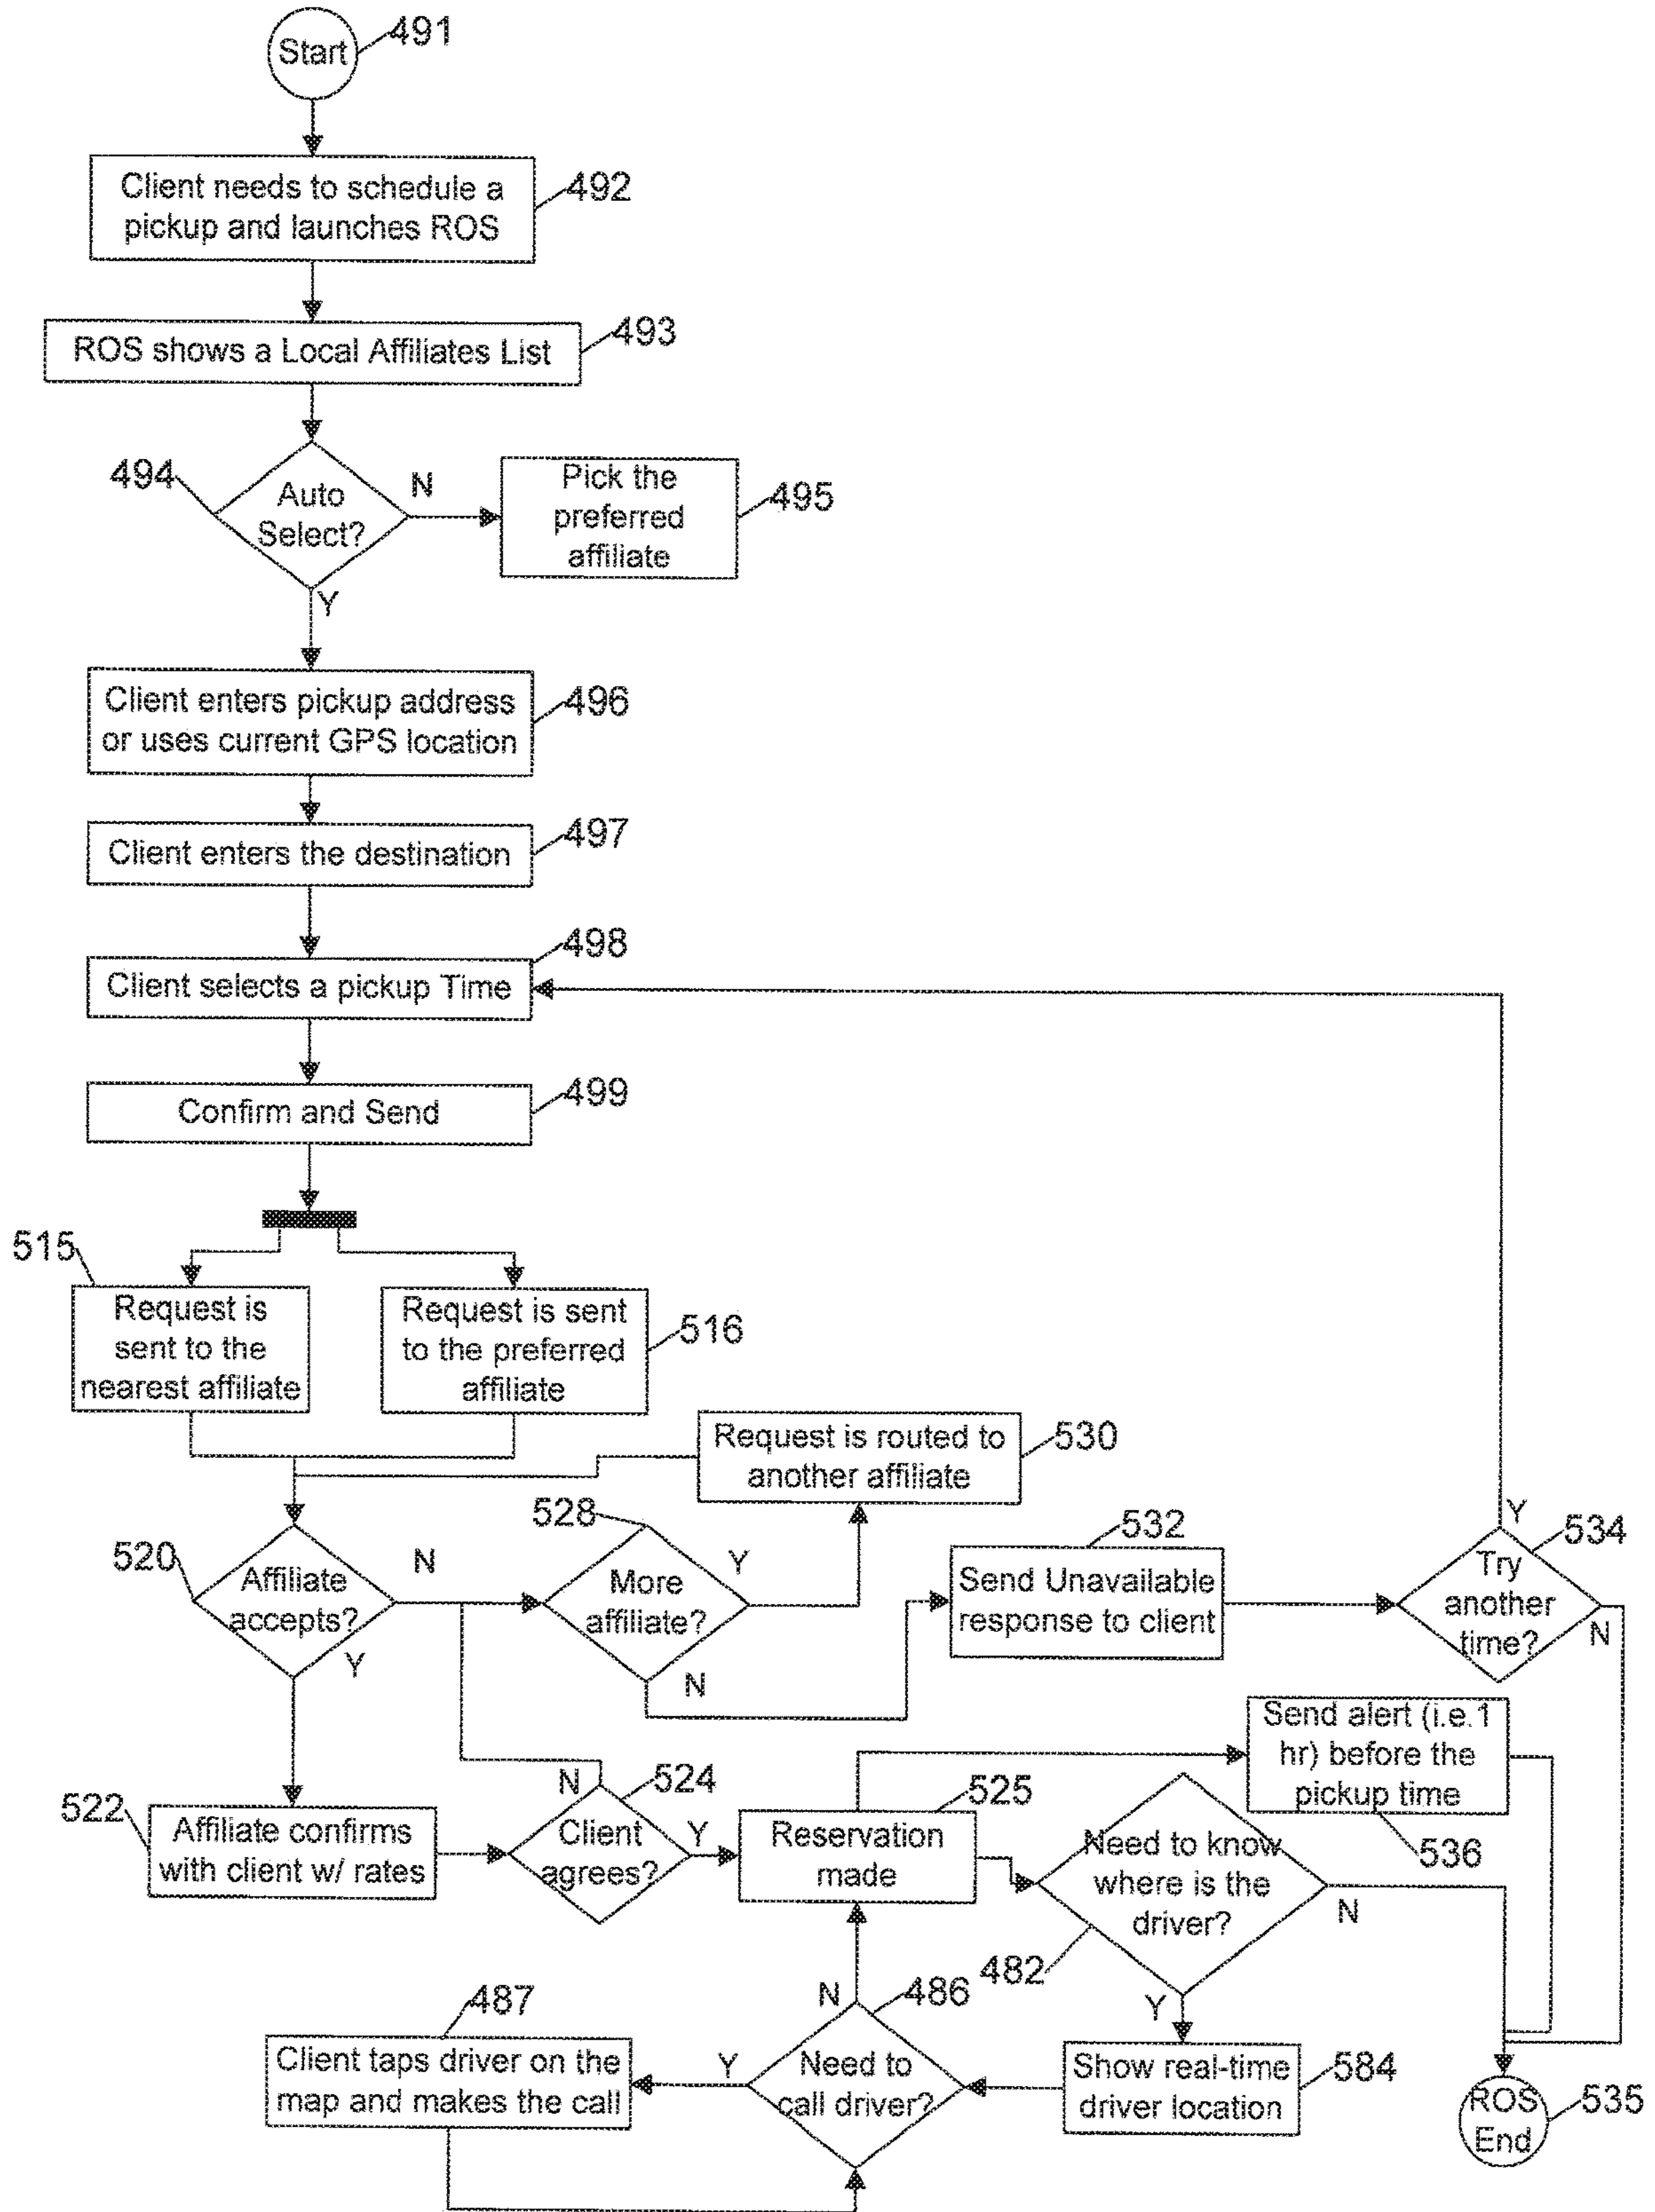 Start
491
Client needs to schedule a
pickup and launches ROS
492
ROS shows a Local Affiliates List
493
494
Auto
Select?
N
Y
Pick the
preferred
affiliate
495
Client enters pickup address
or uses current GPS location
496
Client enters the destination
497
Client selects a pickup Time
498
Confirm and Send
499
515
Request is
sent to the
nearest affiliate
Request is sent
to the preferred
affiliate
516
Request is routed to
another affiliate
530
520
Affiliate
accepts?
N
Y
528
More
affiliate?
Y
N
532
Send Unavailable
response to client
Y
534
Try
another
time?
N
522
Affiliate confirms
with client w/ rates
N
524
Client
agrees?
Y
525
Reservation
made
Send alert (i.e.1
hr) before the
pickup time
536
Need to know
where is the
driver?
482
N
Y
487
Client taps driver on the
map and makes the call
Y
N
486
Need to
call driver?
Show real-time
driver location
584
ROS
End
535